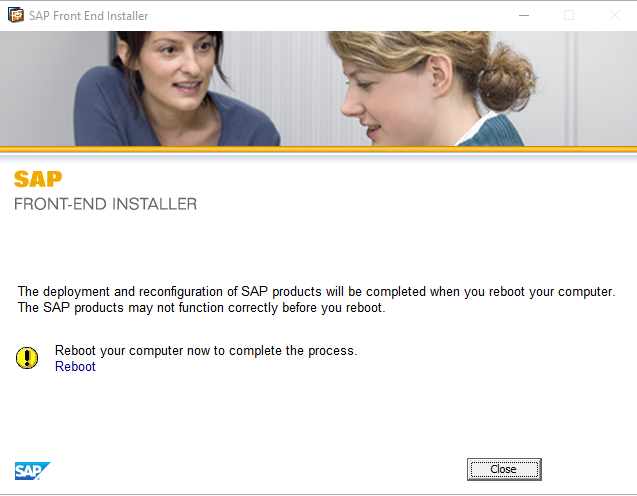 SAP Front End Installer
SAP
FRONT-END INSTALLER
The deployment and reconfiguration of SAP products will be completed when you reboot your computer.
The SAP products may not function correctly before you reboot.
Reboot your computer now to complete the process.
Reboot
SAP
Close